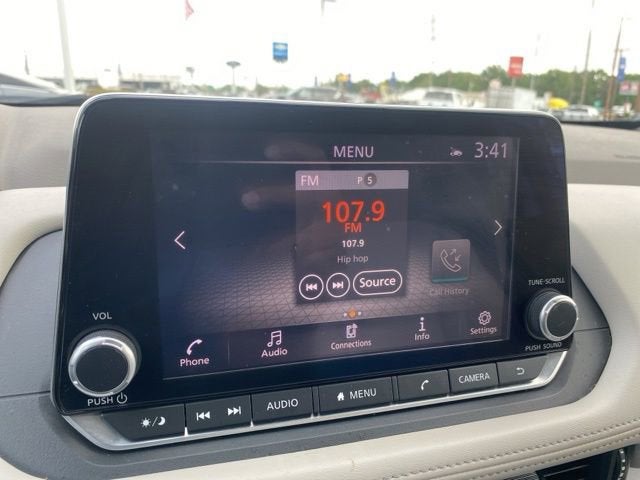 MENU 3:41
FM P 5
107.9
FM
107.9
Hip hop
Source
Call History
Phone Audio Connections Info Settings
VOL
PUSH
TUNE·SCROLL
PUSH SOUND
AUDIO MENU CAMERA